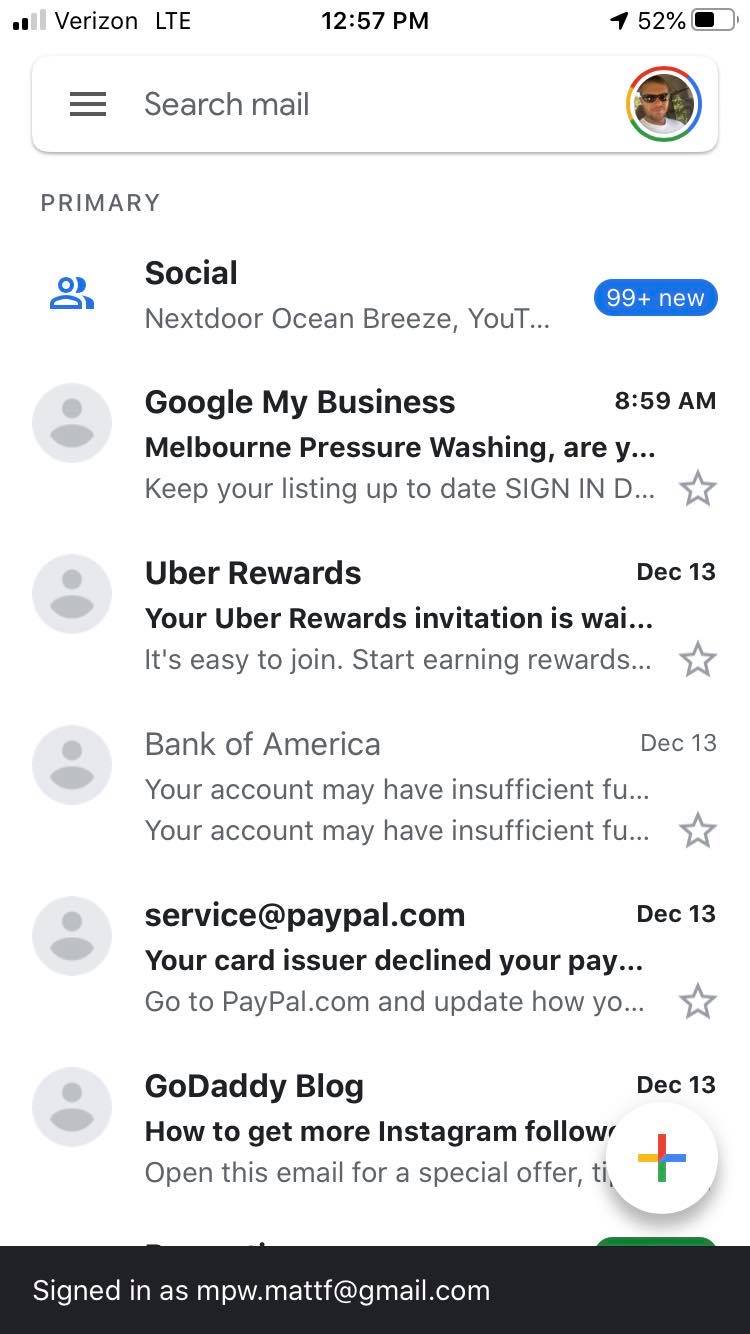 Verizon LTE 12:57 PM 52%
Search mail
PRIMARY
Social
Nextdoor Ocean Breeze, YouT... 99+ new
Google My Business 8:59 AM
Melbourne Pressure Washing, are y...
Keep your listing up to date SIGN IN D...
Uber Rewards Dec 13
Your Uber Rewards invitation is wai...
It's easy to join. Start earning rewards...
Bank of America Dec 13
Your account may have insufficient fu...
Your account may have insufficient fu...
service@paypal.com Dec 13
Your card issuer declined your pay...
Go to PayPal.com and update how yo...
GoDaddy Blog Dec 13
How to get more Instagram follow
Open this email for a special offer, ti
Signed in as mpw.mattf@gmail.com